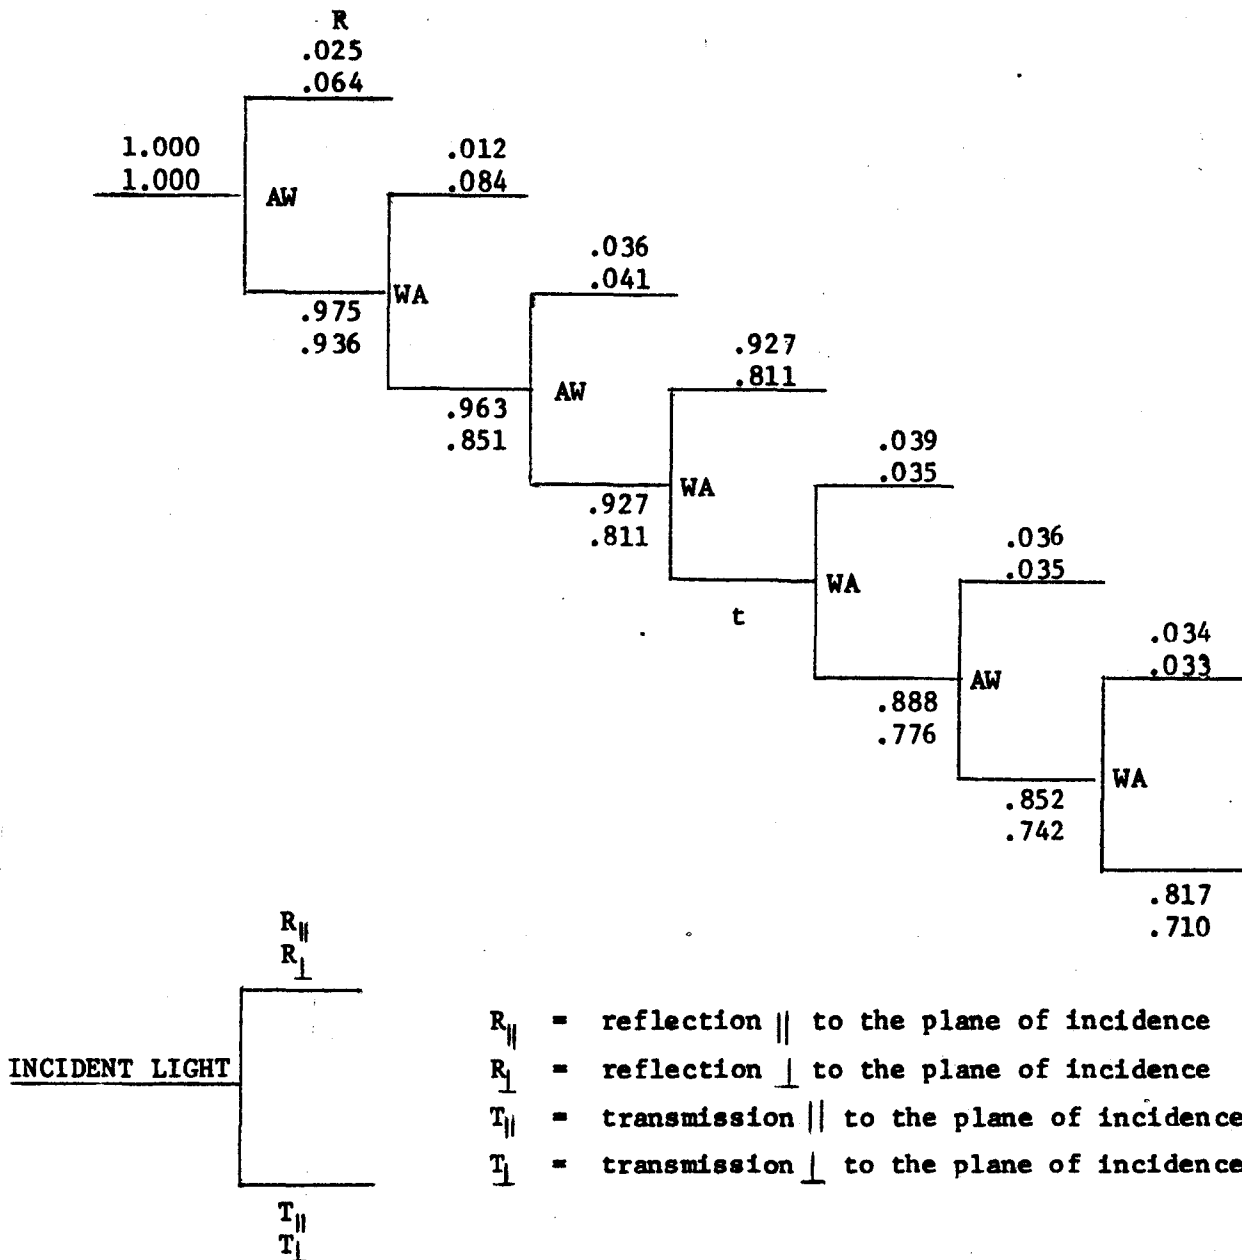 R
.025
.064
1.000
1.000
AW
.012
.084
.975
.936
WA
.036
.041
.963
.851
AW
.927
.811
.927
.811
WA
.039
.035
t
WA
.036
.035
.888
.776
AW
.034
.033
.852
.742
WA
.817
.710
R||
R⊥
INCIDENT LIGHT
T||
T⊥
R|| = reflection || to the plane of incidence
R⊥ = reflection ⊥ to the plane of incidence
T|| = transmission || to the plane of incidence
T⊥ = transmission ⊥ to the plane of incidence